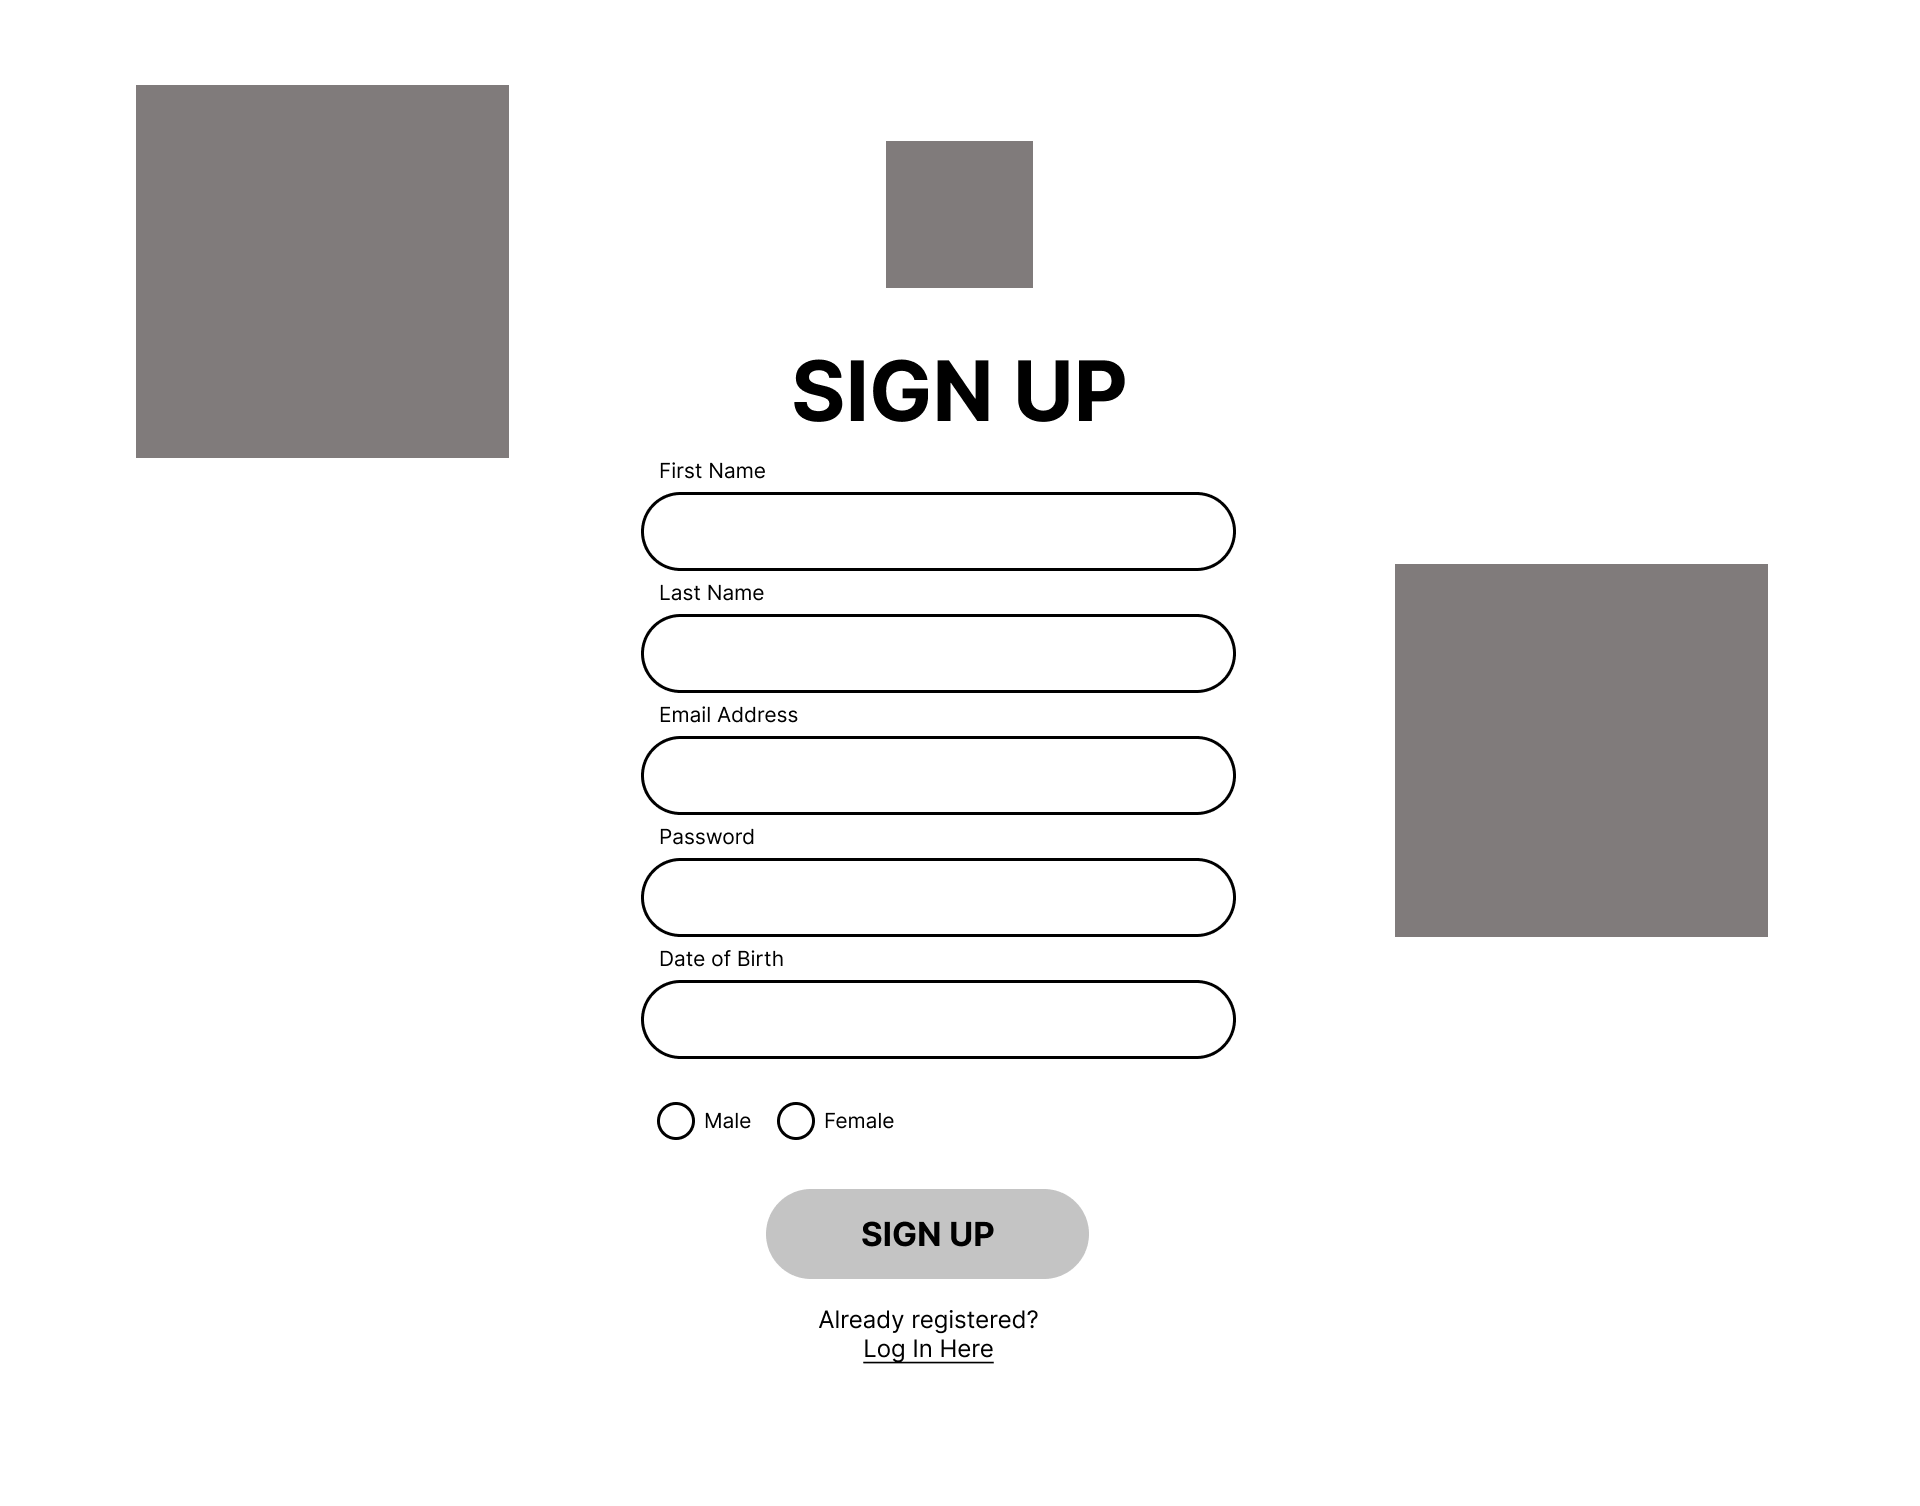 SIGN UP
First Name
Last Name
Email Address
Password
Date of Birth
Male Female
SIGN UP
Already registered?
Log In Here